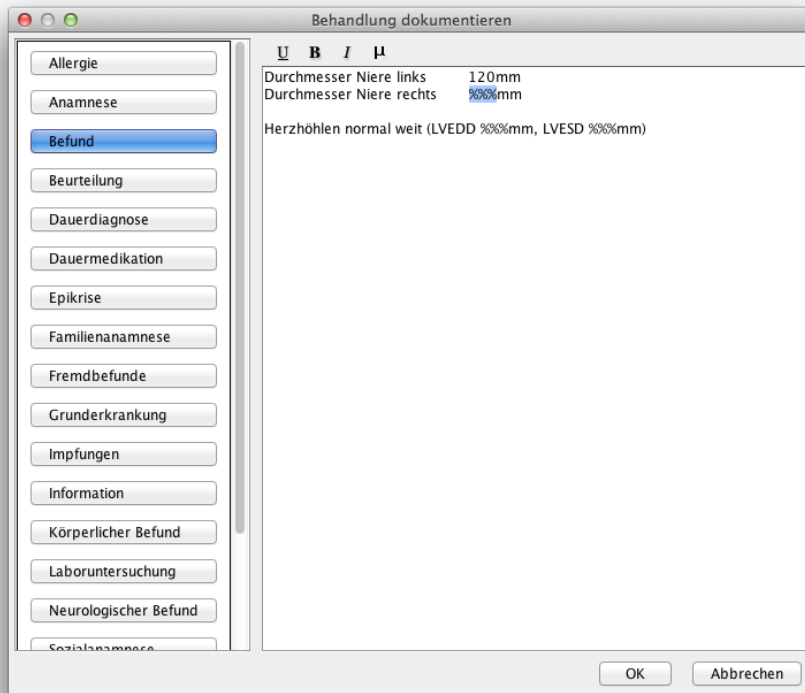 Behandlung dokumentieren
Allergie
Anamnese
Befund
Beurteilung
Dauerdiagnose
Dauermedikation
Epikrise
Familienanamnese
Fremdbefunde
Grunderkrankung
Impfungen
Information
Körperlicher Befund
Laboruntersuchung
Neurologischer Befund
Sozialanamnese
U B I µ
Durchmesser Niere links 120mm
Durchmesser Niere rechts %%%mm
Herzhöhlen normal weit (LVEDD %%%mm, LVESD %%%mm)
OK Abbrechen